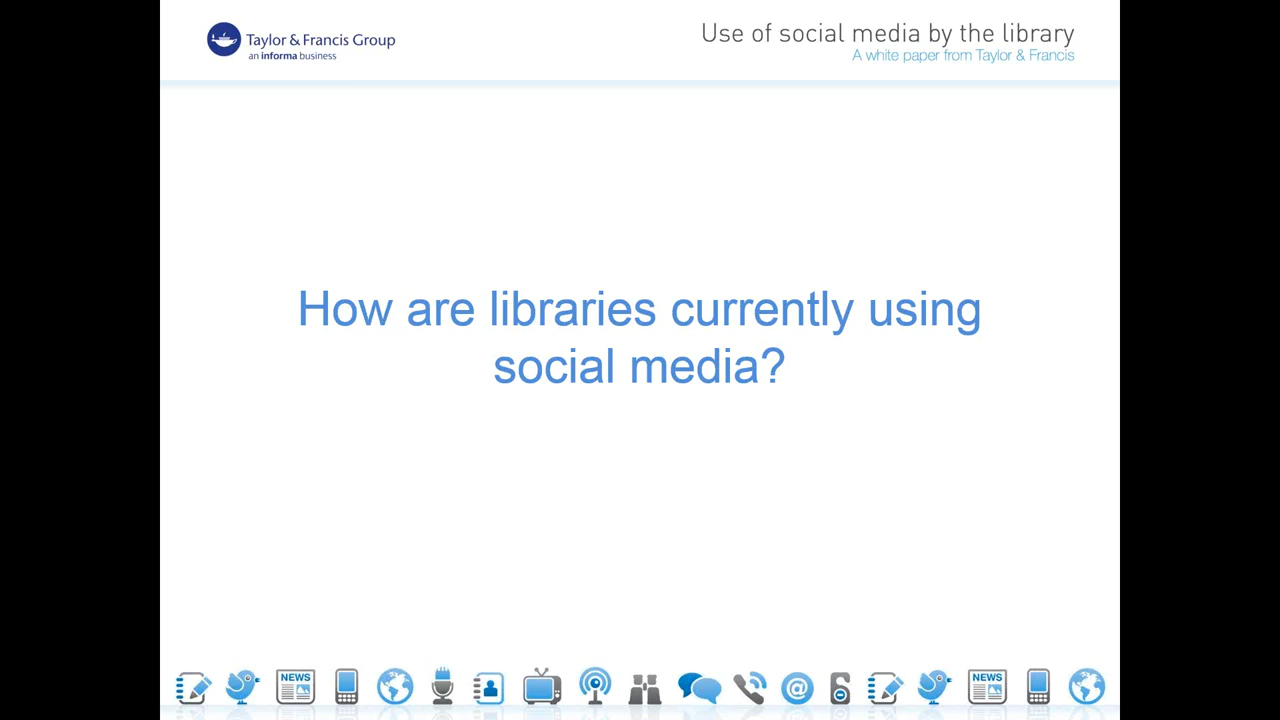 Taylor & Francis Group
an informa business
Use of social media by the library
A white paper from Taylor & Francis
How are libraries currently using
social media?
NEWS
@
NEWS